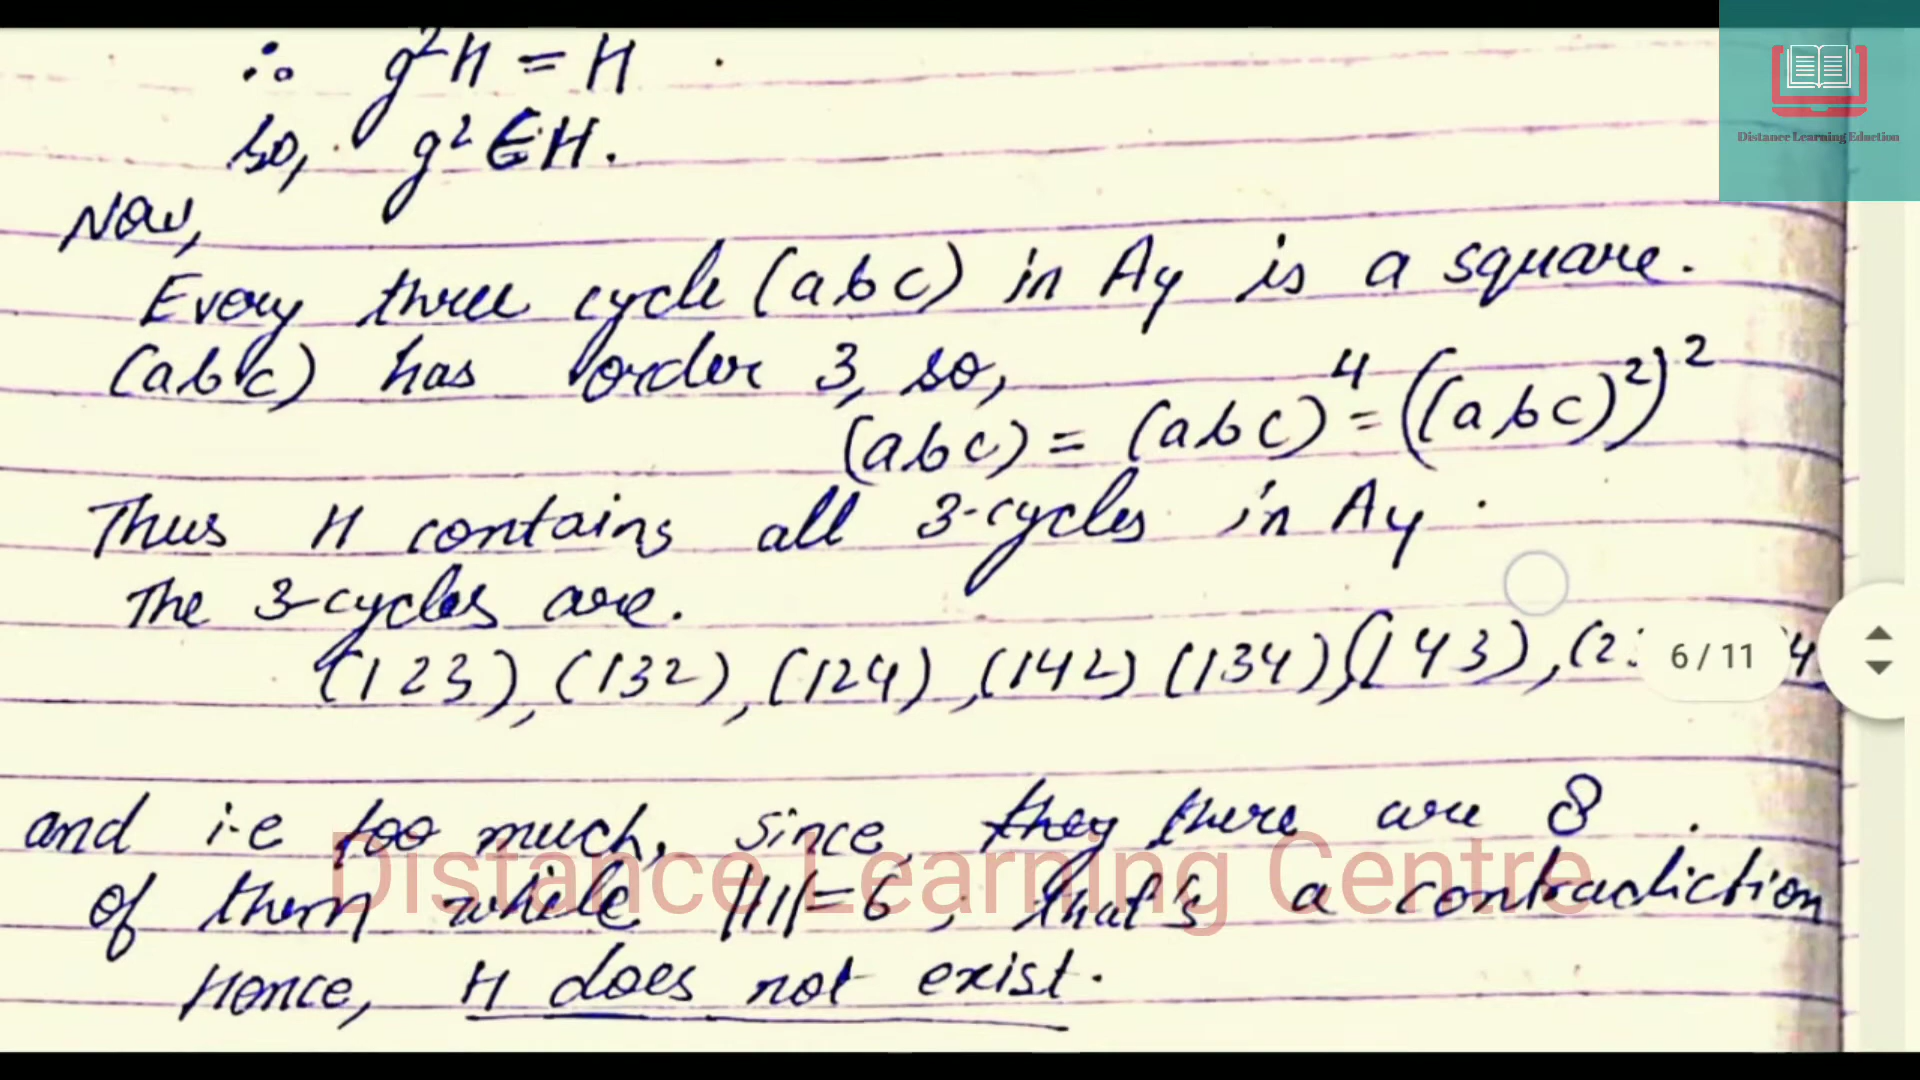 ∴ g²H = H
so, g² ∈ H.
Now,
Every three cycle (abc) in A4 is a square.
(abc) has order 3, so,
(abc) = (abc)⁴ = ((abc)²)²
Thus H contains all 3-cycles in A4.
The 3-cycles are.
(123), (132), (124), (142) (134), (143), (2
6 / 11
4
and i.e too much, since, they there are 8
of them while |H|=6, that's a contradiction
Hence, H does not exist.
Distance Learning Eduction
Distance Learning Centre